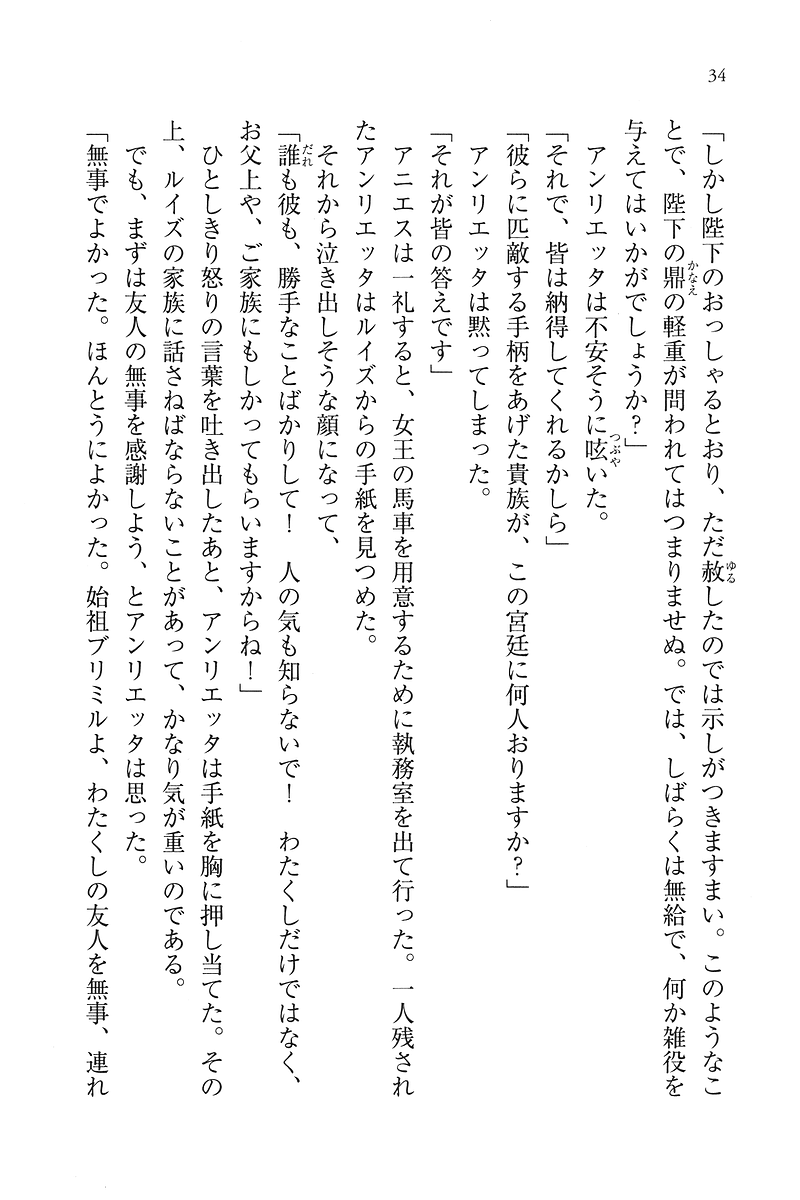 34
「しかし陛下のおっしゃるとおり、ただ赦したのでは示しがつきますまい。このようなこ
とで、陛下の鼎の軽重が問われてはつまりませぬ。では、しばらくは無給で、何か雑役を
与えてはいかがでしょうか?」
アンリエッタは不安そうに呟いた。
「それで、皆は納得してくれるかしら」
「彼らに匹敵する手柄をあげた貴族が、この宮廷に何人おりますか?」
アンリエッタは黙ってしまった。
「それが皆の答えです」
アニエスは一礼すると、女王の馬車を用意するために執務室を出て行った。一人残され
たアンリエッタはルイズからの手紙を見つめた。
それから泣き出しそうな顔になって、
「誰も彼も、勝手なことばかりして! 人の気も知らないで! わたくしだけではなく、
お父上や、ご家族にもしかってもらいますからね!」
ひとしきり怒りの言葉を吐き出したあと、アンリエッタは手紙を胸に押し当てた。その
上、ルイズの家族に話さねばならないことがあって、かなり気が重いのである。
でも、まずは友人の無事を感謝しよう、とアンリエッタは思った。
「無事でよかった。ほんとうによかった。始祖ブリミルよ、わたくしの友人を無事、連れ